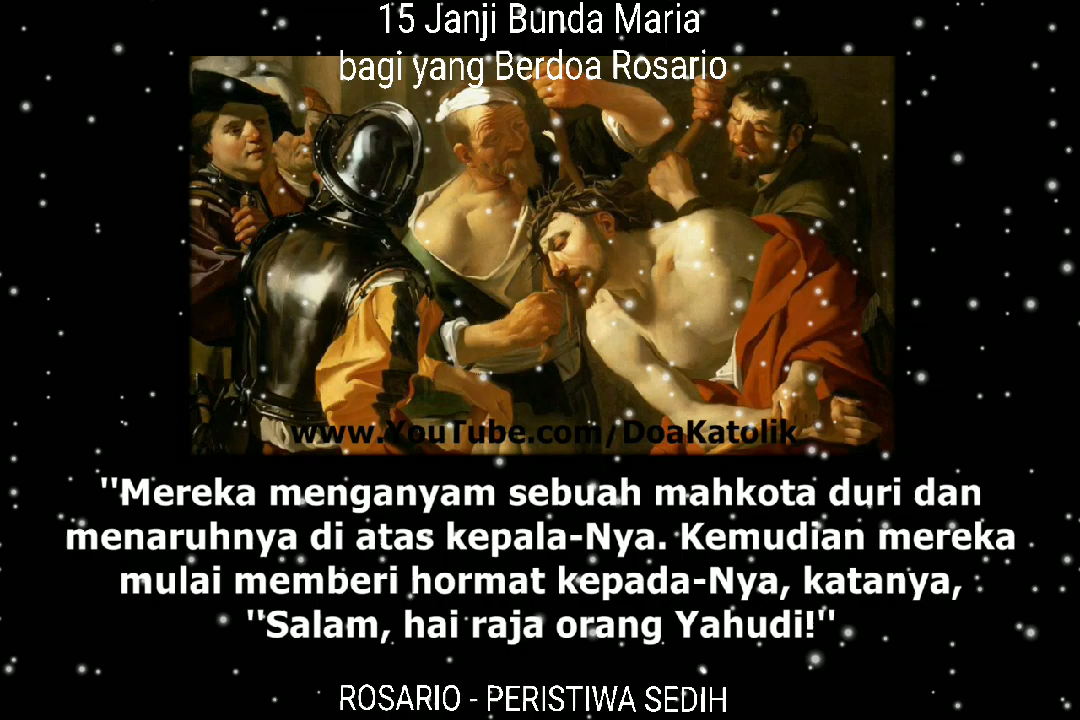 15 Janji Bunda Maria
bagi yang Berdoa Rosario
www.YouTube.com/DoaKatolik
"Mereka menganyam sebuah mahkota duri dan
menaruhnya di atas kepala-Nya. Kemudian mereka
mulai memberi hormat kepada-Nya, katanya,
"Salam, hai raja orang Yahudi!"
ROSARIO - PERISTIWA SEDIH